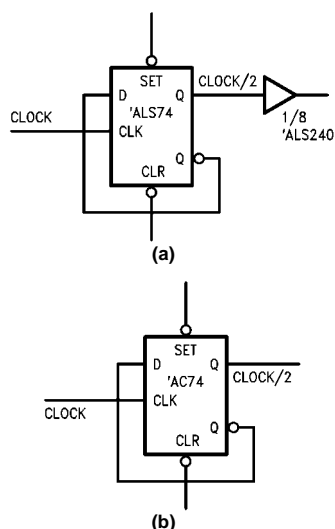 SET
D
Q
CLOCK/2
'ALS74
CLOCK
CLK
1/8
'ALS240
Q
CLR
(a)
SET
D
Q
'AC74
CLOCK/2
CLOCK
CLK
Q
CLR
(b)